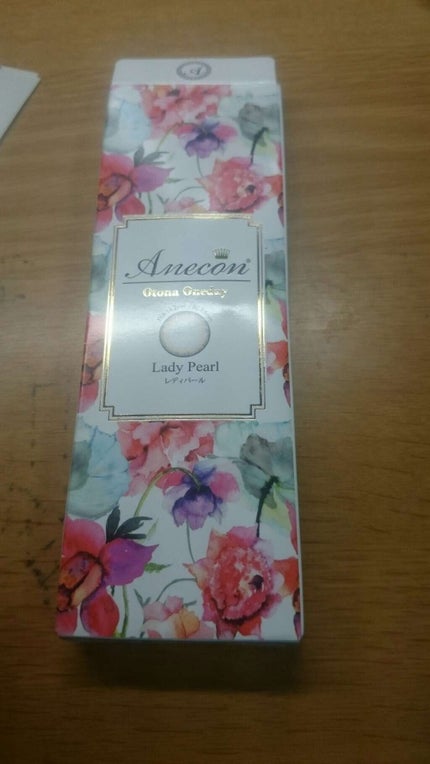 Anecon®
Otona Oneday
Lady Pearl
レディパール